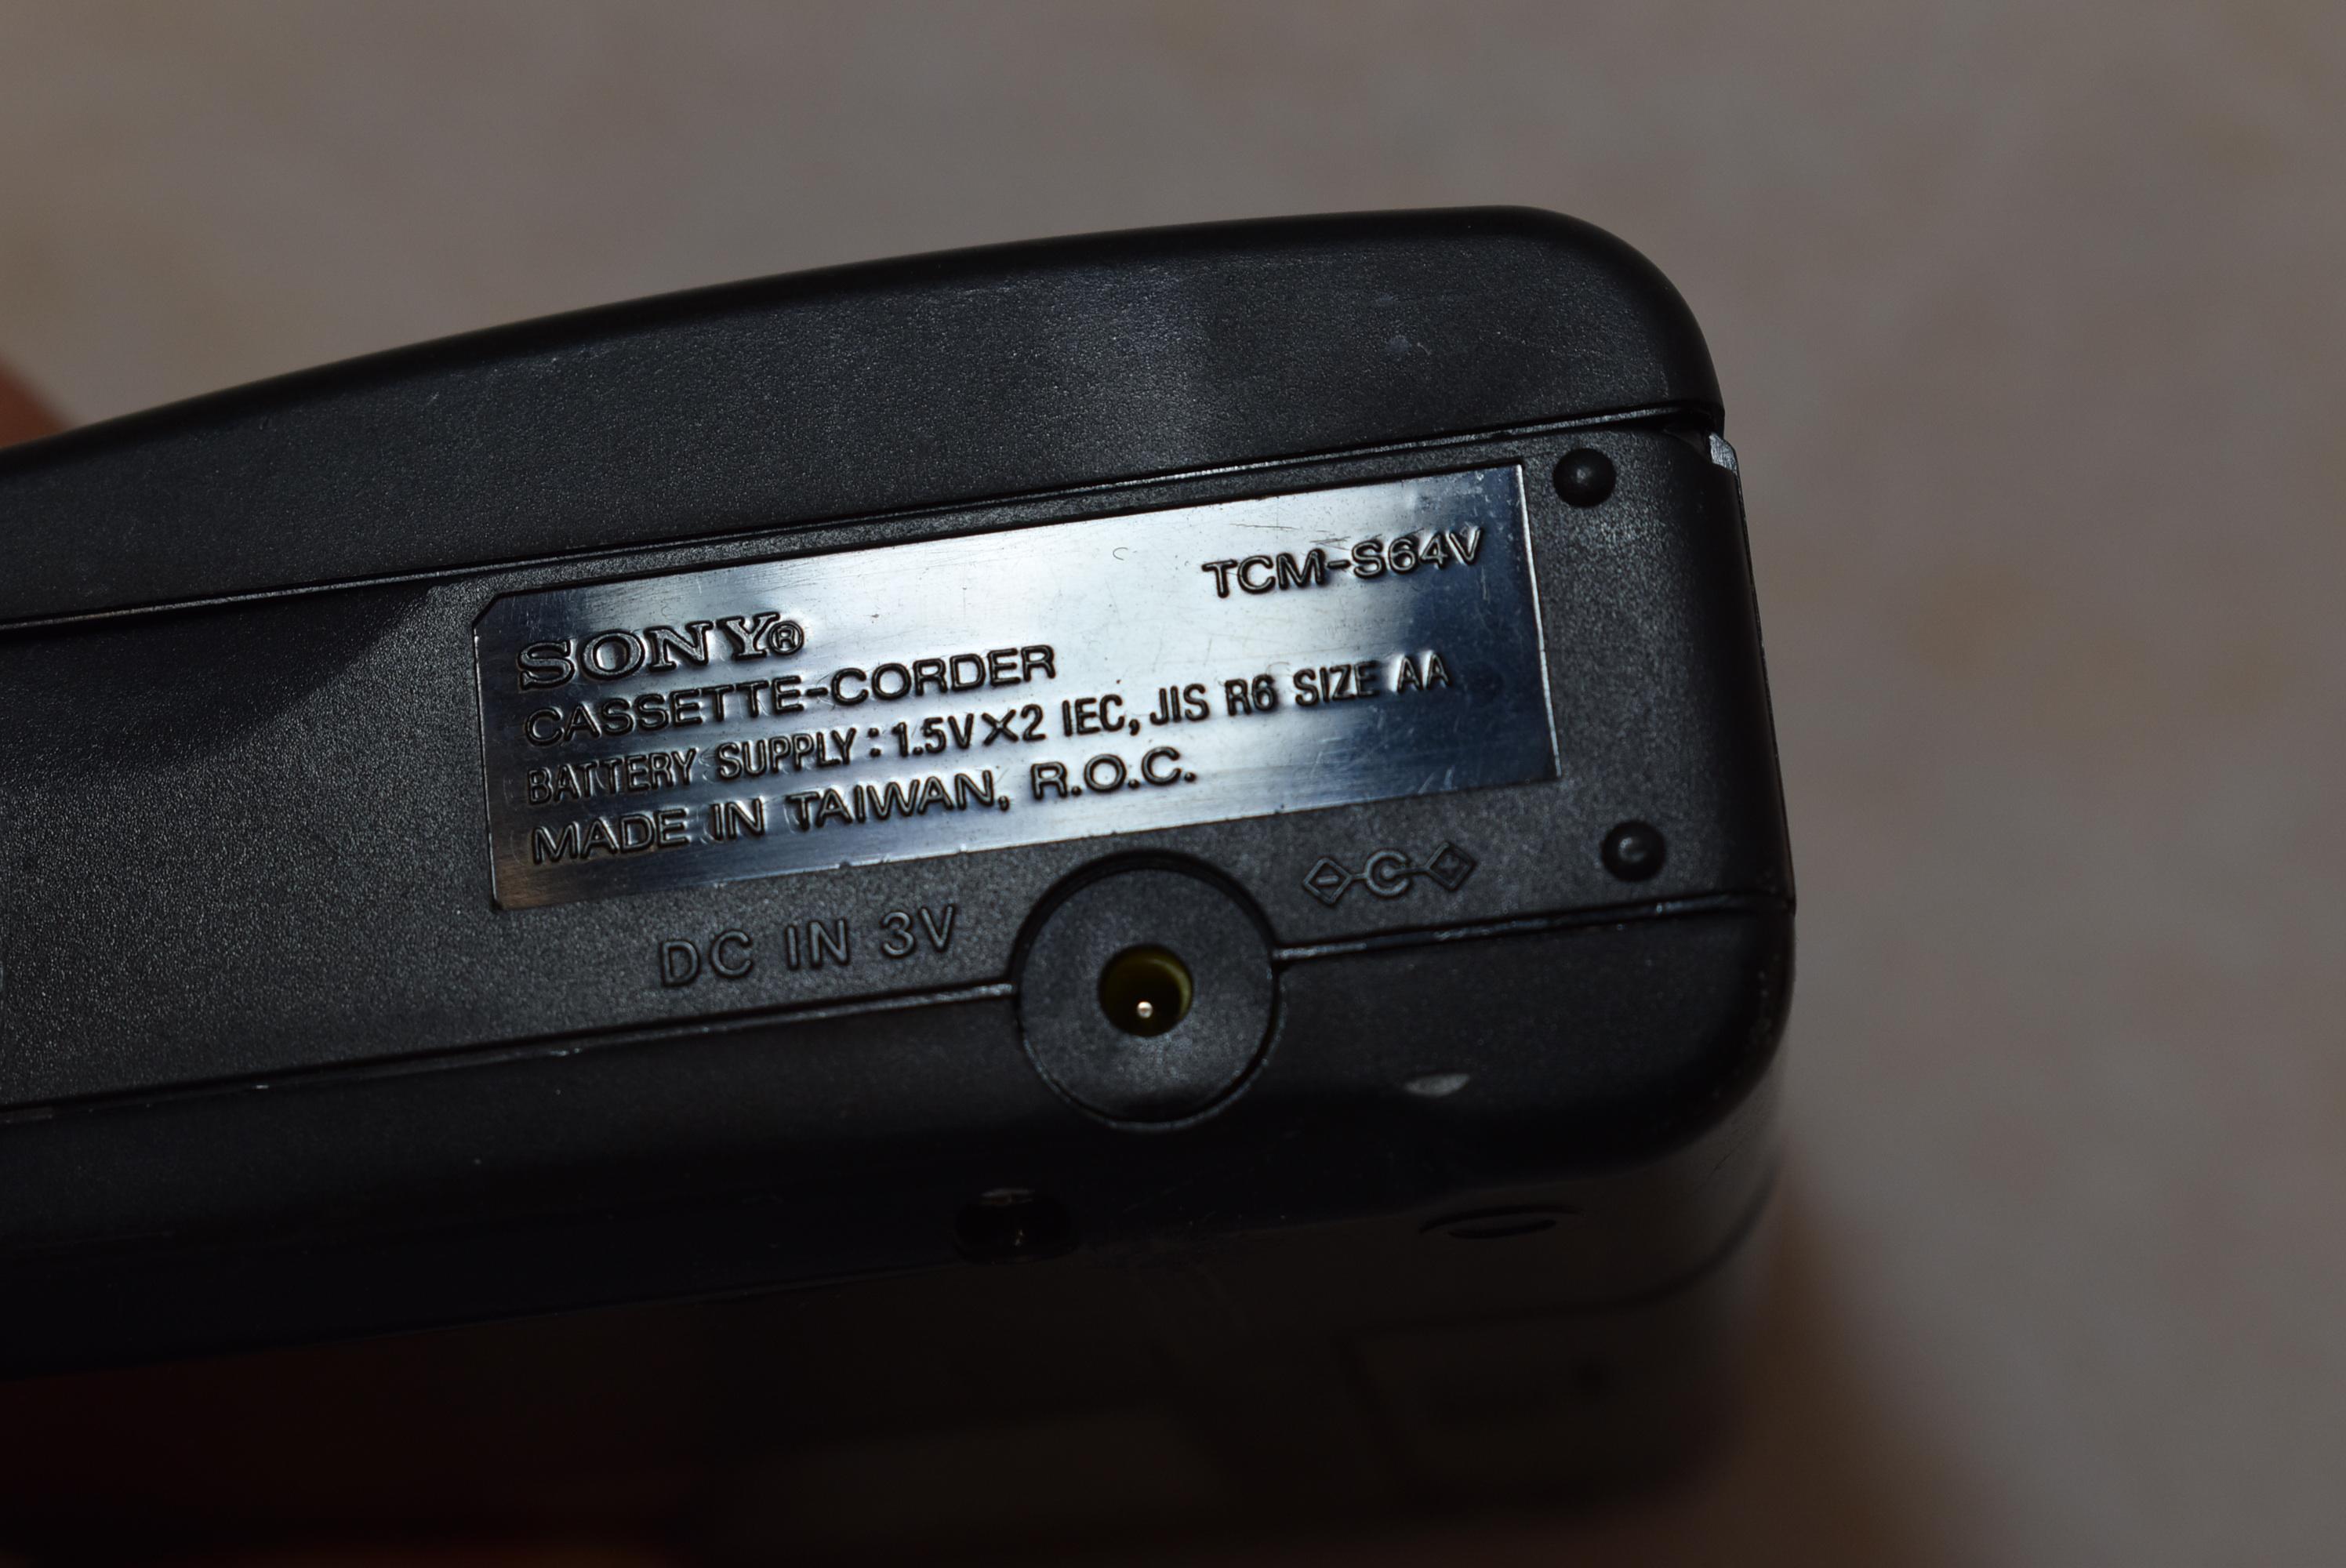 TCM-S64V
SONY®
CASSETTE-CORDER
BATTERY SUPPLY : 1.5V×2 IEC, JIS R6 SIZE AA
MADE IN TAIWAN, R.O.C.
DC IN 3V